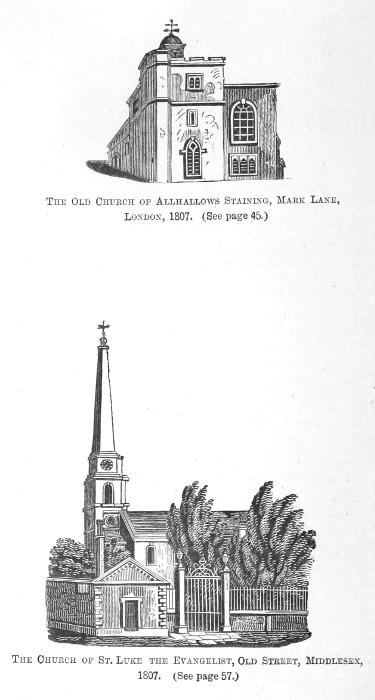 The Old Church of Allhallows Staining, Mark Lane,
London, 1807. (See page 45.)
The Church of St. Luke the Evangelist, Old Street, Middlesex,
1807. (See page 57.)